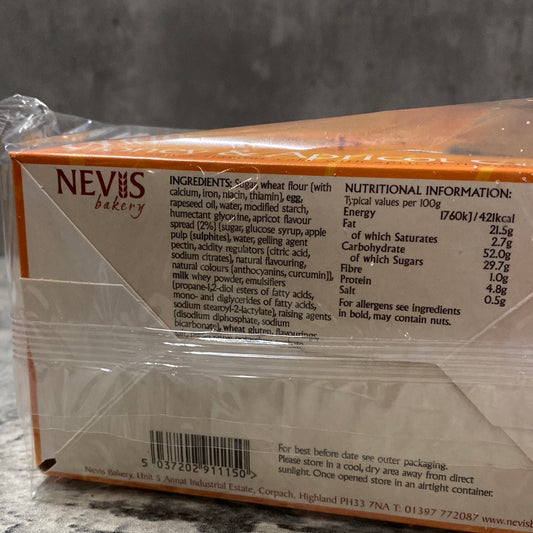 & Apricot
NEVIS
bakery
INGREDIENTS: Sugar, wheat flour (with
calcium, iron, niacin, thiamin), egg,
rapeseed oil, water, modified starch,
humectant glycerine, apricot flavour
spread [2%] (sugar, glucose syrup, apple
pulp (sulphites), water, gelling agent
pectin, acidity regulators (citric acid,
sodium citrates), natural flavouring,
natural colours (anthocyanins, curcumin)),
milk whey powder, emulsifiers
(propane-1,2-diol esters of fatty acids,
mono- and diglycerides of fatty acids,
sodium stearoyl-2-lactylate), raising agents
(disodium diphosphate, sodium
bicarbonate), wheat gluten, flavourings,
NUTRITIONAL INFORMATION:
Typical values per 100g
Energy 1760kJ/421kcal
Fat 21.5g
of which Saturates 2.7g
Carbohydrate 52.0g
of which Sugars 29.7g
Fibre 1.0g
Protein 4.8g
Salt 0.5g
For allergens see ingredients
in bold, may contain nuts.
5 037202 911150
For best before date see outer packaging.
Please store in a cool, dry area away from direct
sunlight. Once opened store in an airtight container.
Nevis Bakery, Unit 5 Annat Industrial Estate, Corpach, Highland PH33 7NA T: 01397 772087 www.nevisb